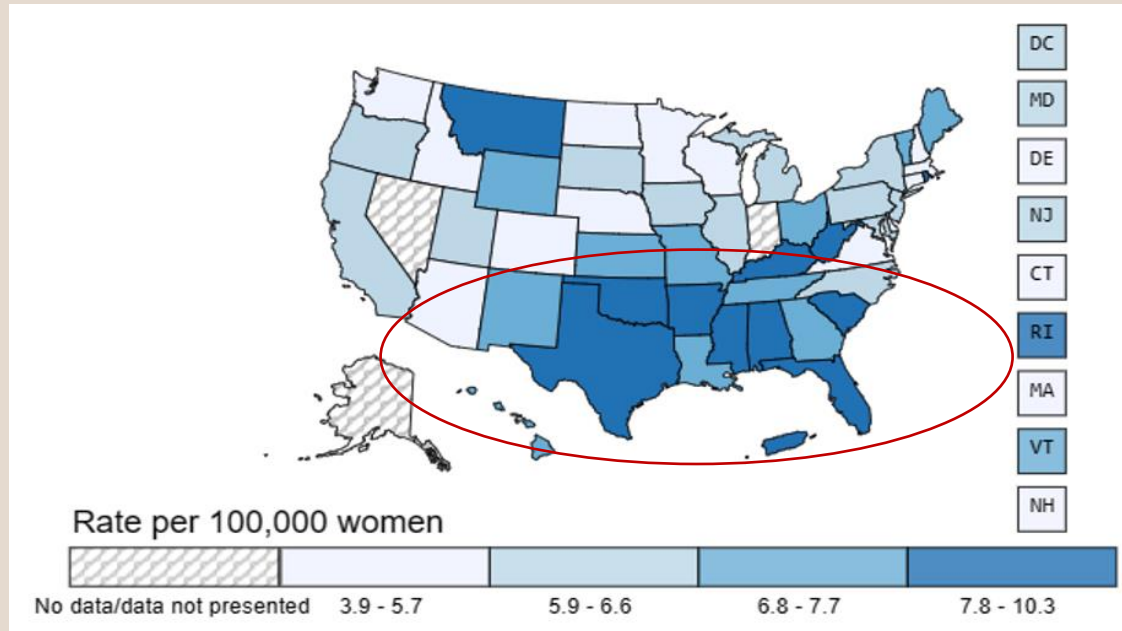 DC
MD
DE
NJ
CT
RI
MA
VT
NH
Rate per 100,000 women
No data/data not presented 3.9 - 5.7 5.9 - 6.6 6.8 - 7.7 7.8 - 10.3